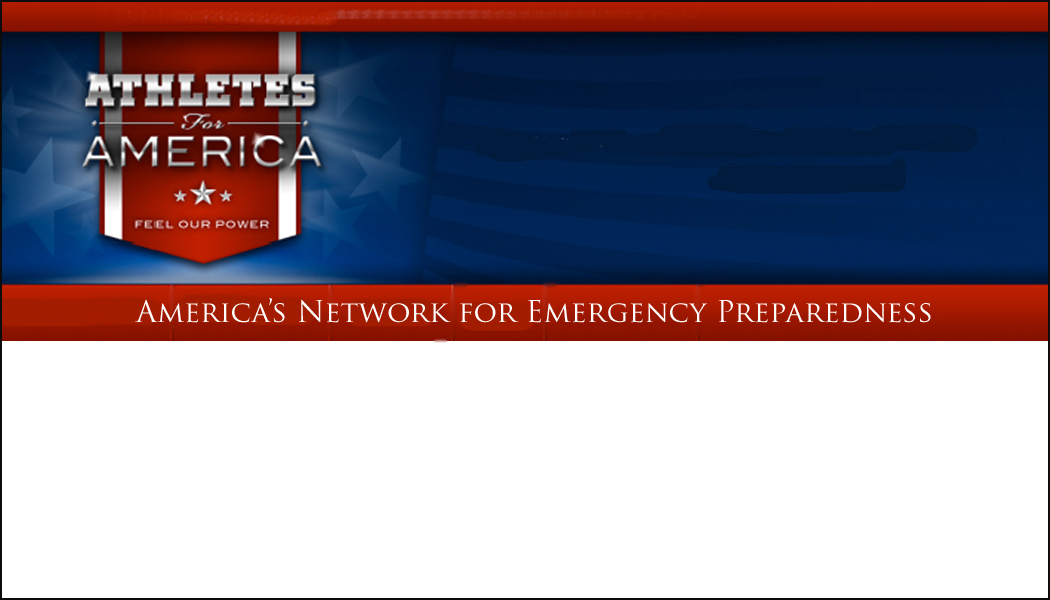 ATHLETES
For
AMERICA
FEEL OUR POWER
America's Network for Emergency Preparedness